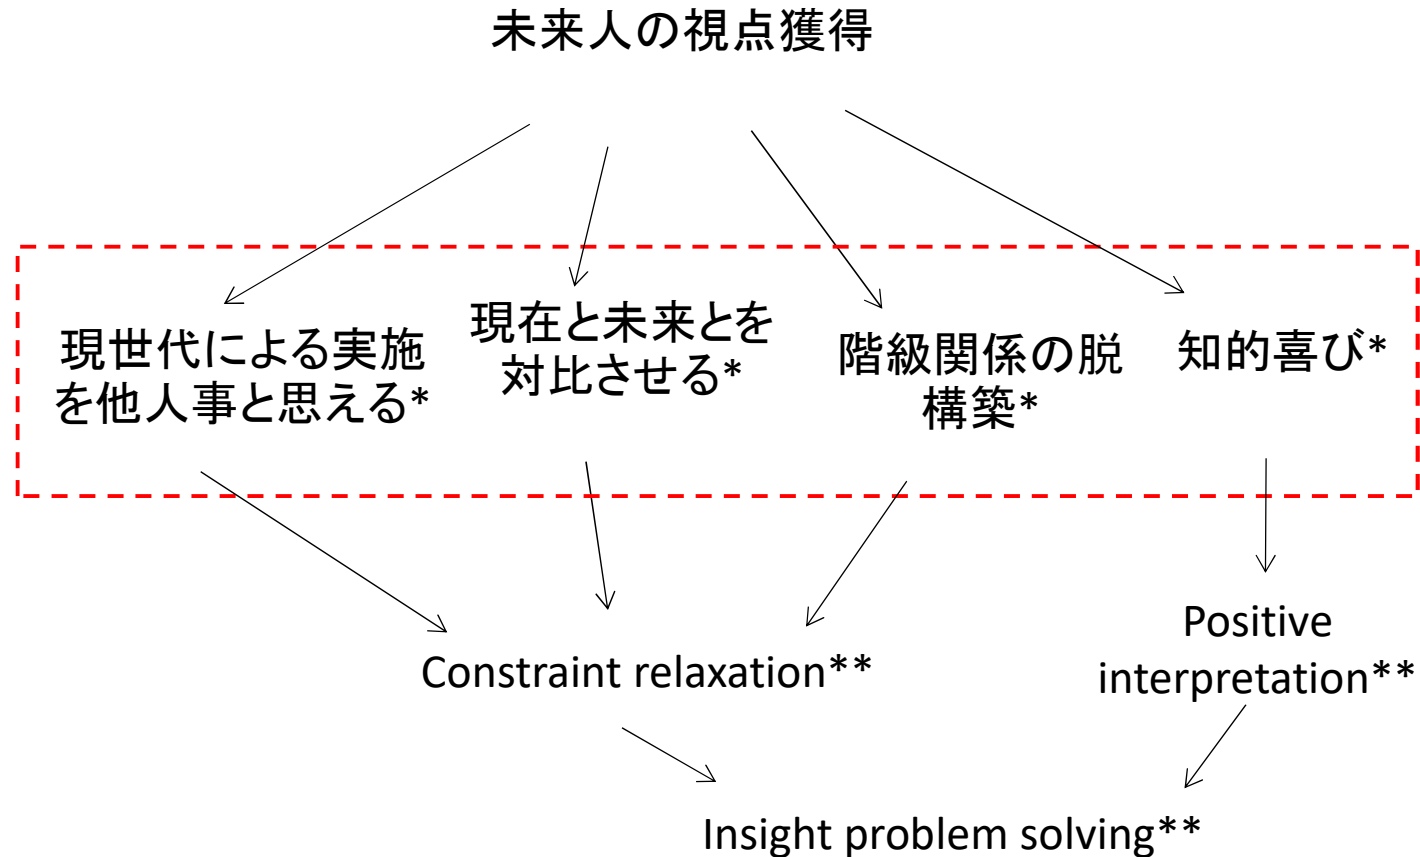 未来人の視点獲得
現世代による実施
を他人事と思える*
現在と未来とを
対比させる*
階級関係の脱
構築*
知的喜び*
Constraint relaxation**
Positive
interpretation**
Insight problem solving**